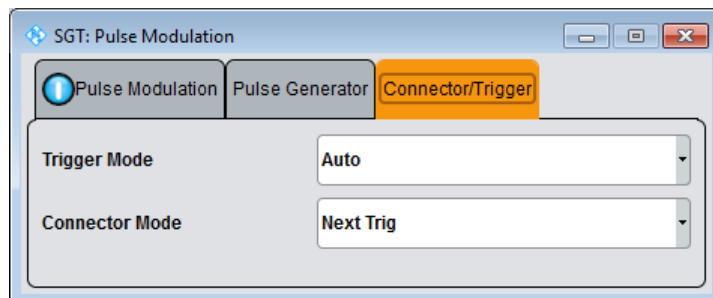 SGT: Pulse Modulation
Pulse Modulation Pulse Generator Connector/Trigger
Trigger Mode Auto
Connector Mode Next Trig